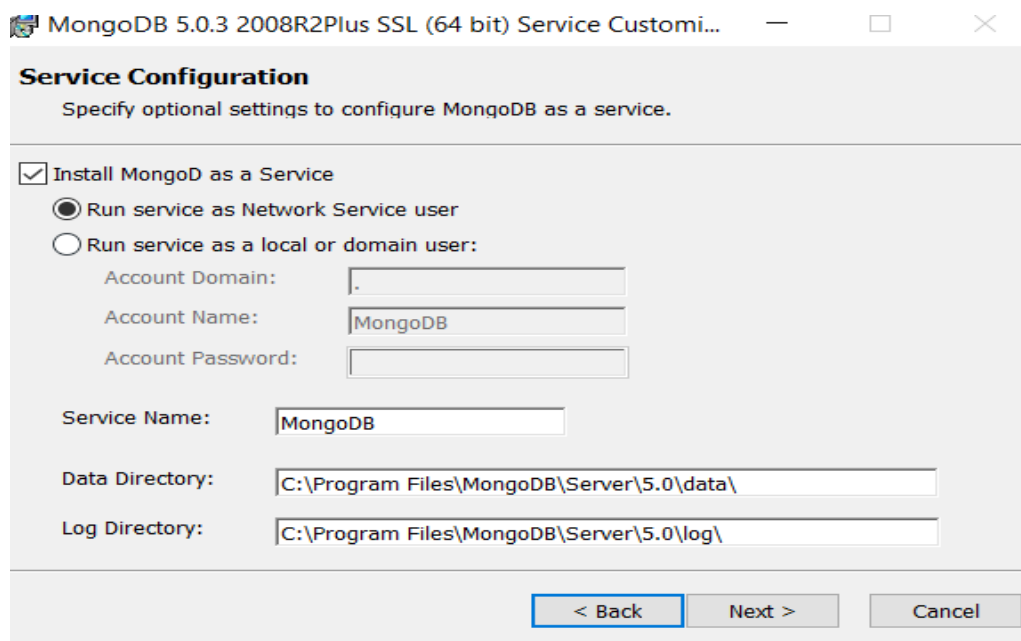 MongoDB 5.0.3 2008R2Plus SSL (64 bit) Service Customi...
Service Configuration
Specify optional settings to configure MongoDB as a service.
Install MongoD as a Service
Run service as Network Service user
Run service as a local or domain user:
Account Domain: .
Account Name: MongoDB
Account Password:
Service Name: MongoDB
Data Directory: C:\Program Files\MongoDB\Server\5.0\data\
Log Directory: C:\Program Files\MongoDB\Server\5.0\log\
< Back Next > Cancel